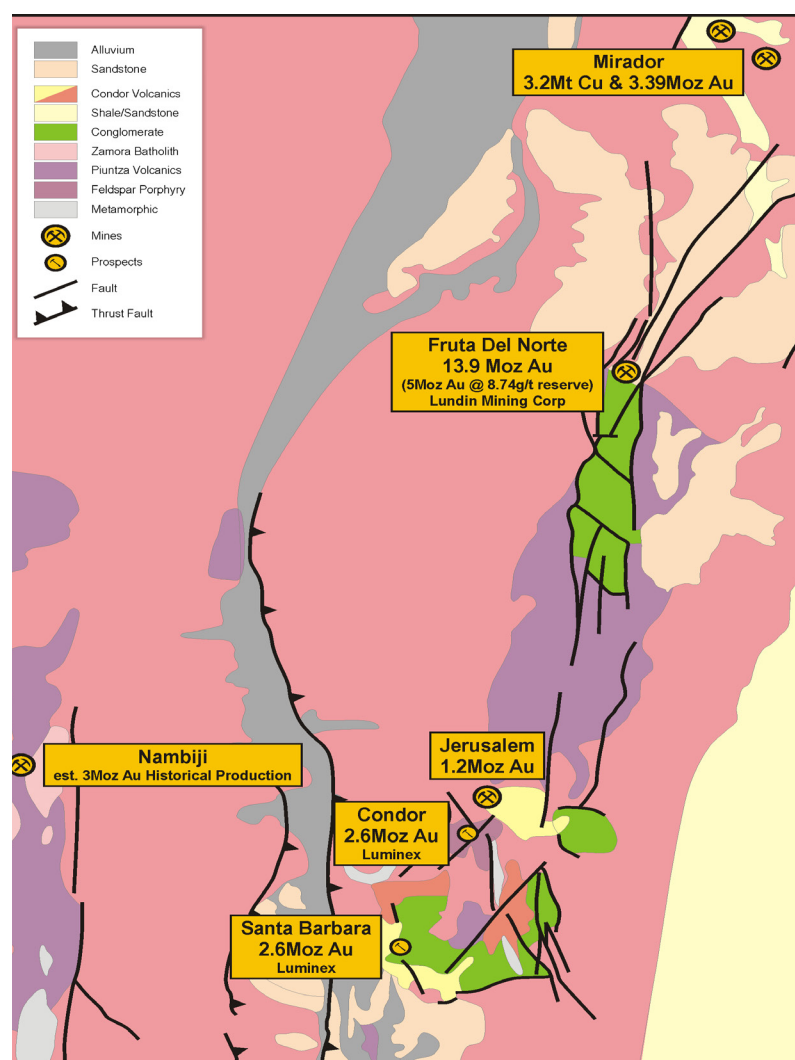 Alluvium
Sandstone
Condor Volcanics
Shale/Sandstone
Conglomerate
Zamora Batholith
Piuntza Volcanics
Feldspar Porphyry
Metamorphic
Mines
Prospects
Fault
Thrust Fault
Mirador
3.2Mt Cu & 3.39Moz Au
Fruta Del Norte
13.9 Moz Au
(5Moz Au @ 8.74g/t reserve)
Lundin Mining Corp
Nambiji
est. 3Moz Au Historical Production
Jerusalem
1.2Moz Au
Condor
2.6Moz Au
Luminex
Santa Barbara
2.6Moz Au
Luminex